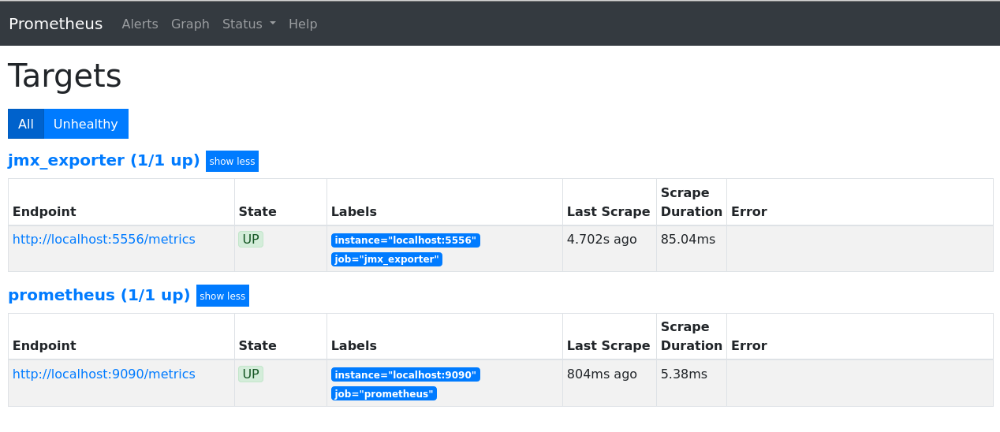 Prometheus Alerts Graph Status Help
Targets
All Unhealthy
jmx_exporter (1/1 up) show less
Endpoint State Labels Last Scrape Scrape Duration Error
http://localhost:5556/metrics UP instance="localhost:5556" 4.702s ago 85.04ms
job="jmx_exporter"
prometheus (1/1 up) show less
Endpoint State Labels Last Scrape Scrape Duration Error
http://localhost:9090/metrics UP instance="localhost:9090" 804ms ago 5.38ms
job="prometheus"